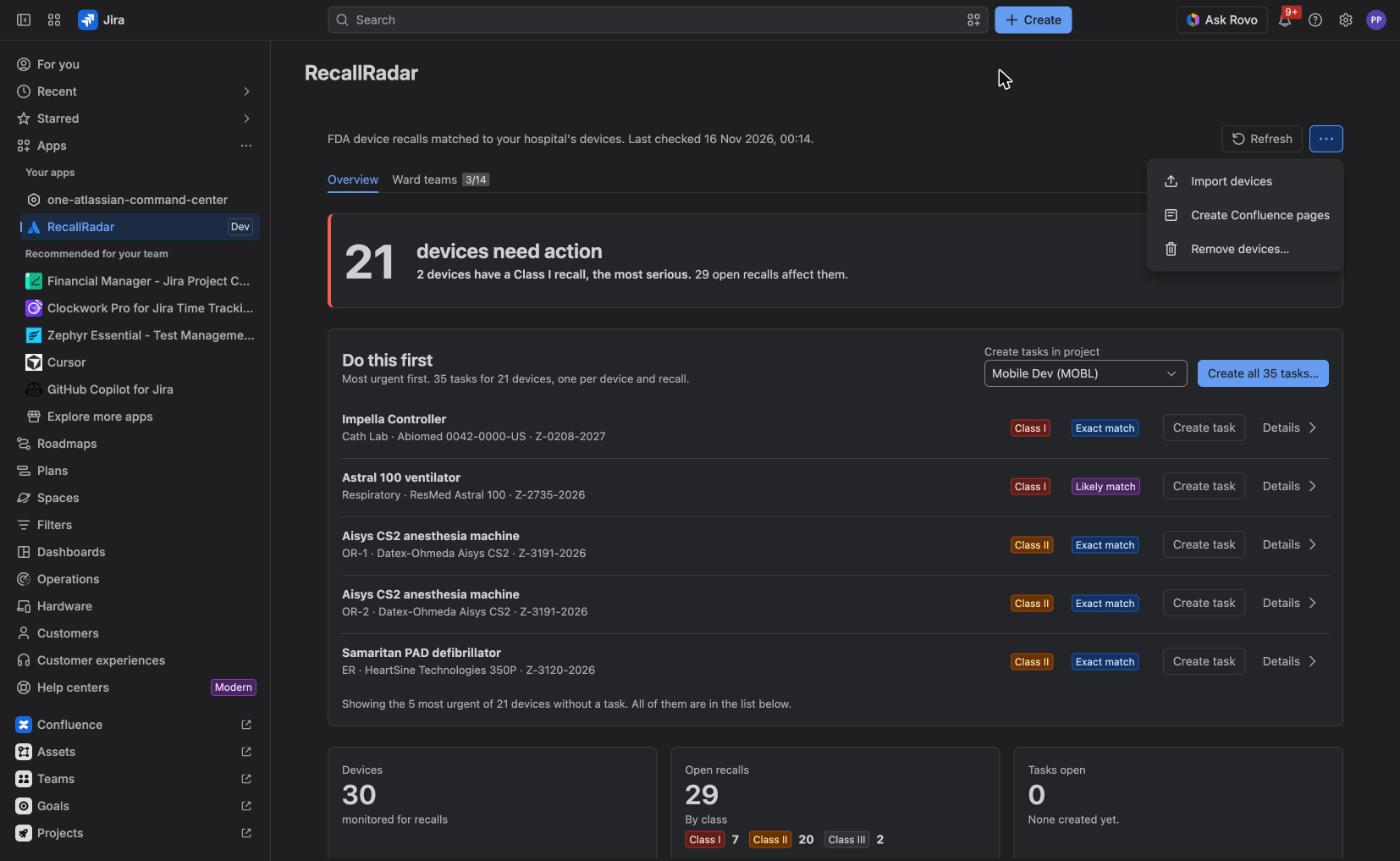 Jira
Search
Create
Ask Rovo
9+
PP
For you
Recent
Starred
Apps
Your apps
one-atlassian-command-center
RecallRadar
Dev
Recommended for your team
Financial Manager - Jira Project C...
Clockwork Pro for Jira Time Tracki...
Zephyr Essential - Test Manageme...
Cursor
GitHub Copilot for Jira
Explore more apps
Roadmaps
Plans
Spaces
Filters
Dashboards
Operations
Hardware
Customers
Customer experiences
Help centers
Modern
Confluence
Assets
Teams
Goals
Projects
RecallRadar
FDA device recalls matched to your hospital's devices. Last checked 16 Nov 2026, 00:14.
Refresh
Import devices
Create Confluence pages
Remove devices...
Overview
Ward teams 3/14
21
devices need action
2 devices have a Class I recall, the most serious. 29 open recalls affect them.
Do this first
Most urgent first. 35 tasks for 21 devices, one per device and recall.
Create tasks in project
Mobile Dev (MOBL)
Create all 35 tasks...
Impella Controller
Cath Lab · Abiomed 0042-0000-US · Z-0208-2027
Class I
Exact match
Create task
Details
Astral 100 ventilator
Respiratory · ResMed Astral 100 · Z-2735-2026
Class I
Likely match
Create task
Details
Aisys CS2 anesthesia machine
OR-1 · Datex-Ohmeda Aisys CS2 · Z-3191-2026
Class II
Exact match
Create task
Details
Aisys CS2 anesthesia machine
OR-2 · Datex-Ohmeda Aisys CS2 · Z-3191-2026
Class II
Exact match
Create task
Details
Samaritan PAD defibrillator
ER · HeartSine Technologies 350P · Z-3120-2026
Class II
Exact match
Create task
Details
Showing the 5 most urgent of 21 devices without a task. All of them are in the list below.
Devices
30
monitored for recalls
Open recalls
29
By class
Class I 7 Class II 20 Class III 2
Tasks open
0
None created yet.